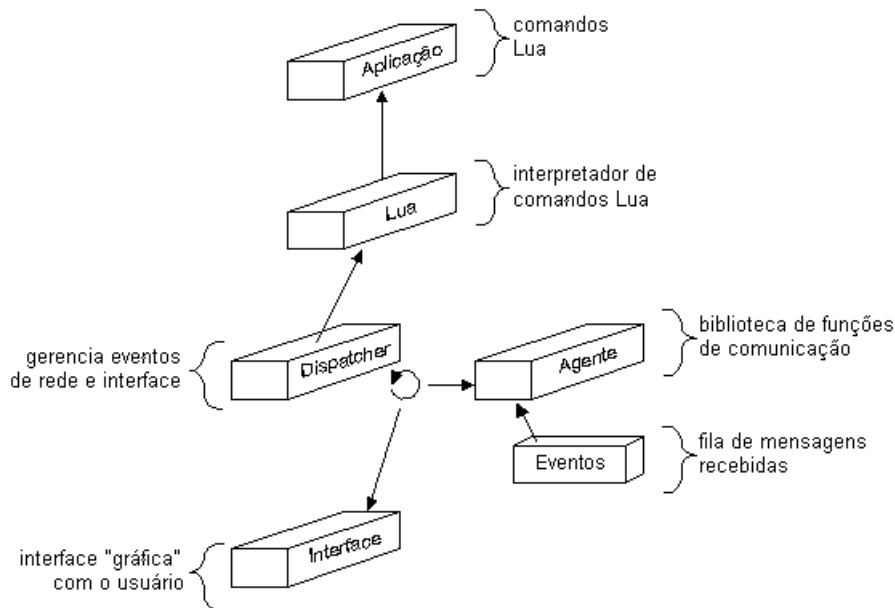 comandos
Lua
Aplicação
interpretador de
comandos Lua
Lua
gerencia eventos
de rede e interface
Dispatcher
Agente
biblioteca de funções
de comunicação
Eventos
fila de mensagens
recebidas
interface "gráfica"
com o usuário
Interface